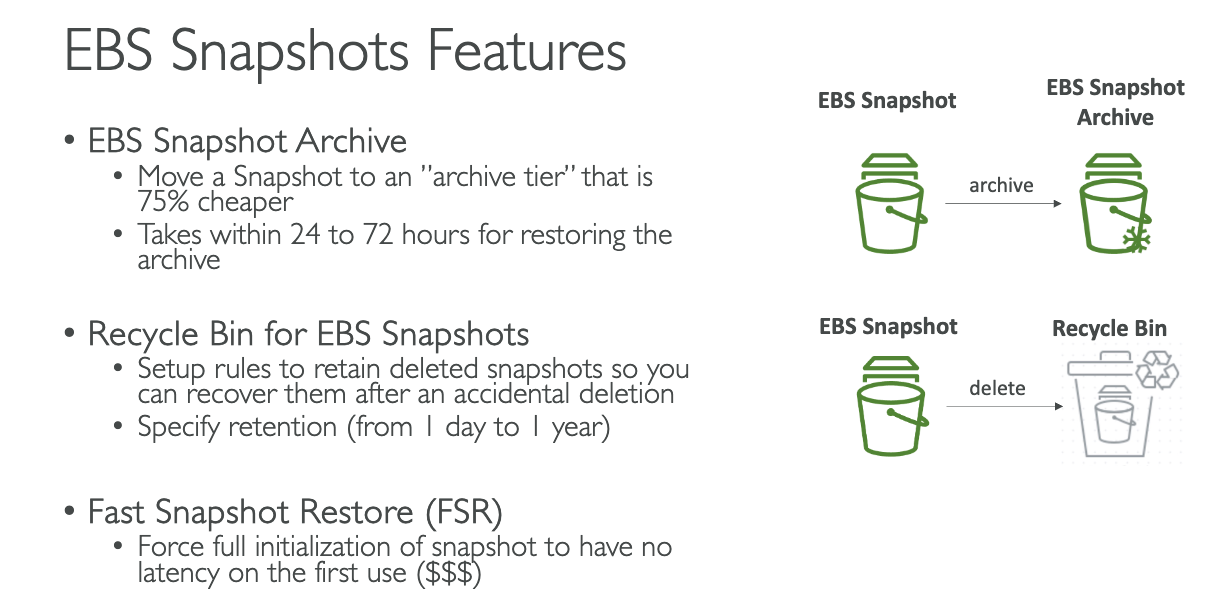 EBS Snapshots Features
• EBS Snapshot Archive
• Move a Snapshot to an ”archive tier” that is
75% cheaper
• Takes within 24 to 72 hours for restoring the
archive
• Recycle Bin for EBS Snapshots
• Setup rules to retain deleted snapshots so you
can recover them after an accidental deletion
• Specify retention (from 1 day to 1 year)
• Fast Snapshot Restore (FSR)
• Force full initialization of snapshot to have no
latency on the first use ($$$)
EBS Snapshot
EBS Snapshot
Archive
archive
EBS Snapshot
Recycle Bin
delete